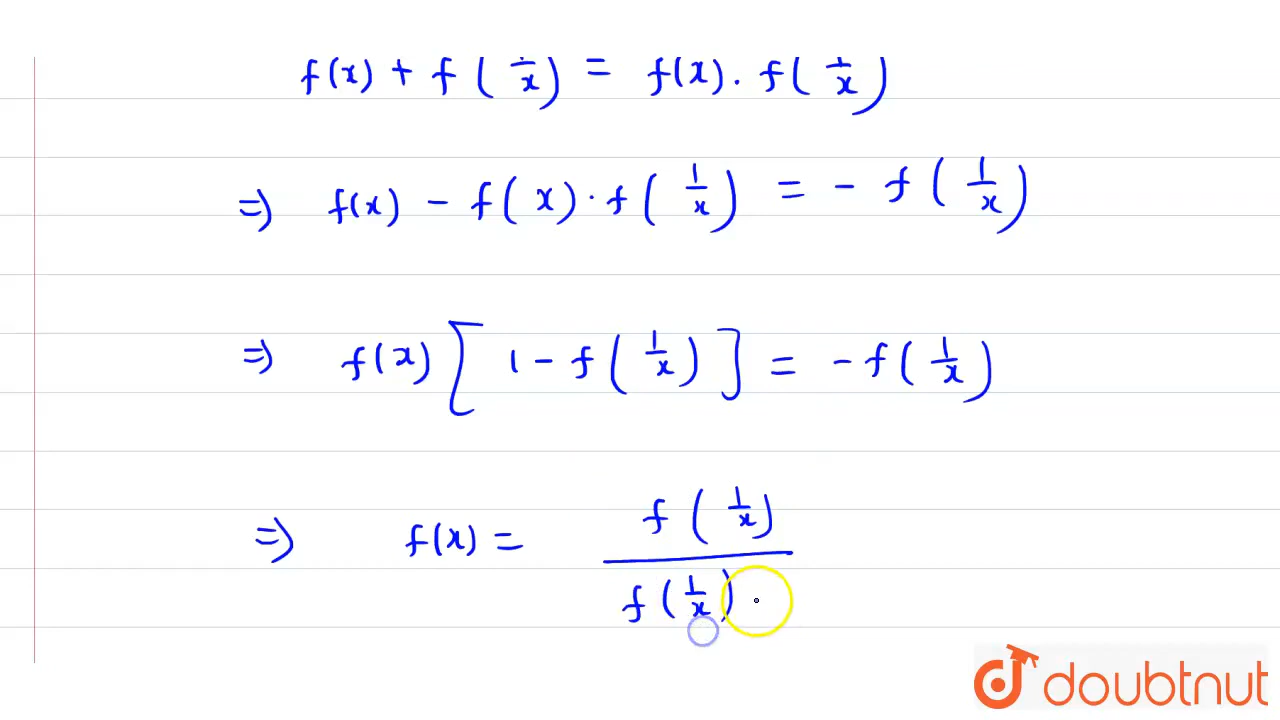 f(x) + f(1/x) = f(x) . f(1/x)
=) f(x) - f(x) · f(1/x) = - f(1/x)
=) f(x) [1 - f(1/x)] = - f(1/x)
=) f(x) = f(1/x) / f(1/x)
doubtnut